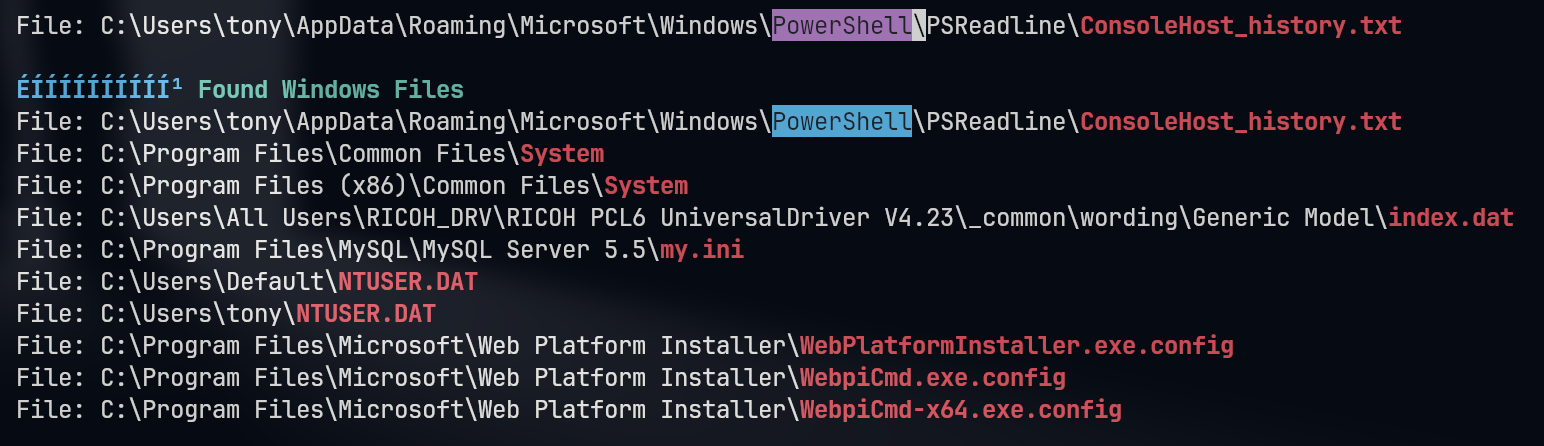 File: C:\Users\tony\AppData\Roaming\Microsoft\Windows\PowerShell\PSReadline\ConsoleHost_history.txt
ÉÍÍÍÍÍÍÍÍÍÍ¹ Found Windows Files
File: C:\Users\tony\AppData\Roaming\Microsoft\Windows\PowerShell\PSReadline\ConsoleHost_history.txt
File: C:\Program Files\Common Files\System
File: C:\Program Files (x86)\Common Files\System
File: C:\Users\All Users\RICOH_DRV\RICOH PCL6 UniversalDriver V4.23\_common\wording\Generic Model\index.dat
File: C:\Program Files\MySQL\MySQL Server 5.5\my.ini
File: C:\Users\Default\NTUSER.DAT
File: C:\Users\tony\NTUSER.DAT
File: C:\Program Files\Microsoft\Web Platform Installer\WebPlatformInstaller.exe.config
File: C:\Program Files\Microsoft\Web Platform Installer\WebpiCmd.exe.config
File: C:\Program Files\Microsoft\Web Platform Installer\WebpiCmd-x64.exe.config